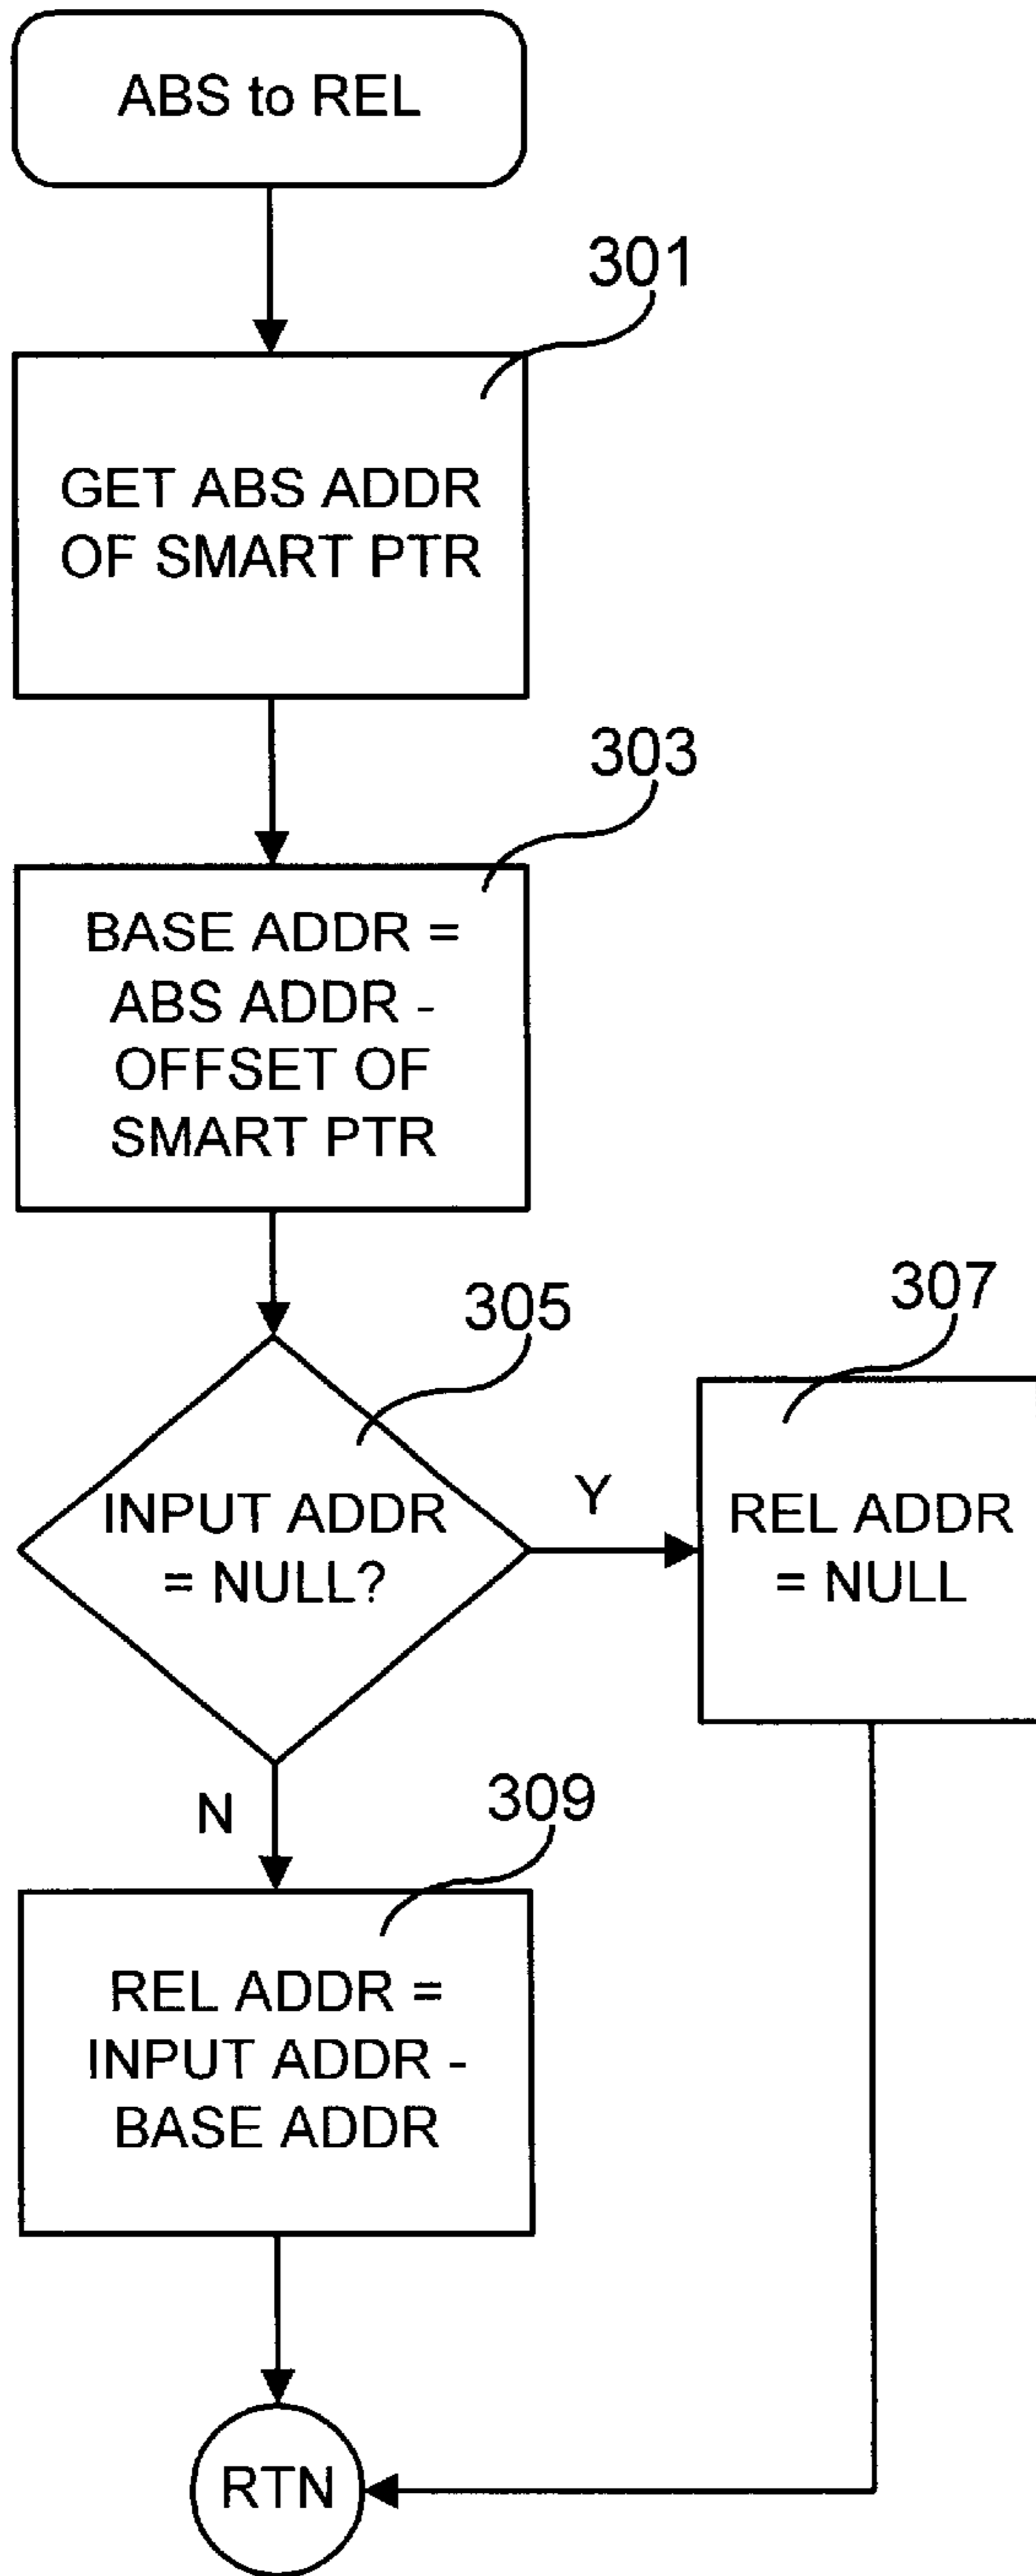 ABS to REL
301
GET ABS ADDR
OF SMART PTR
303
BASE ADDR =
ABS ADDR -
OFFSET OF
SMART PTR
305
INPUT ADDR
= NULL?
Y
307
REL ADDR
= NULL
N
309
REL ADDR =
INPUT ADDR -
BASE ADDR
RTN